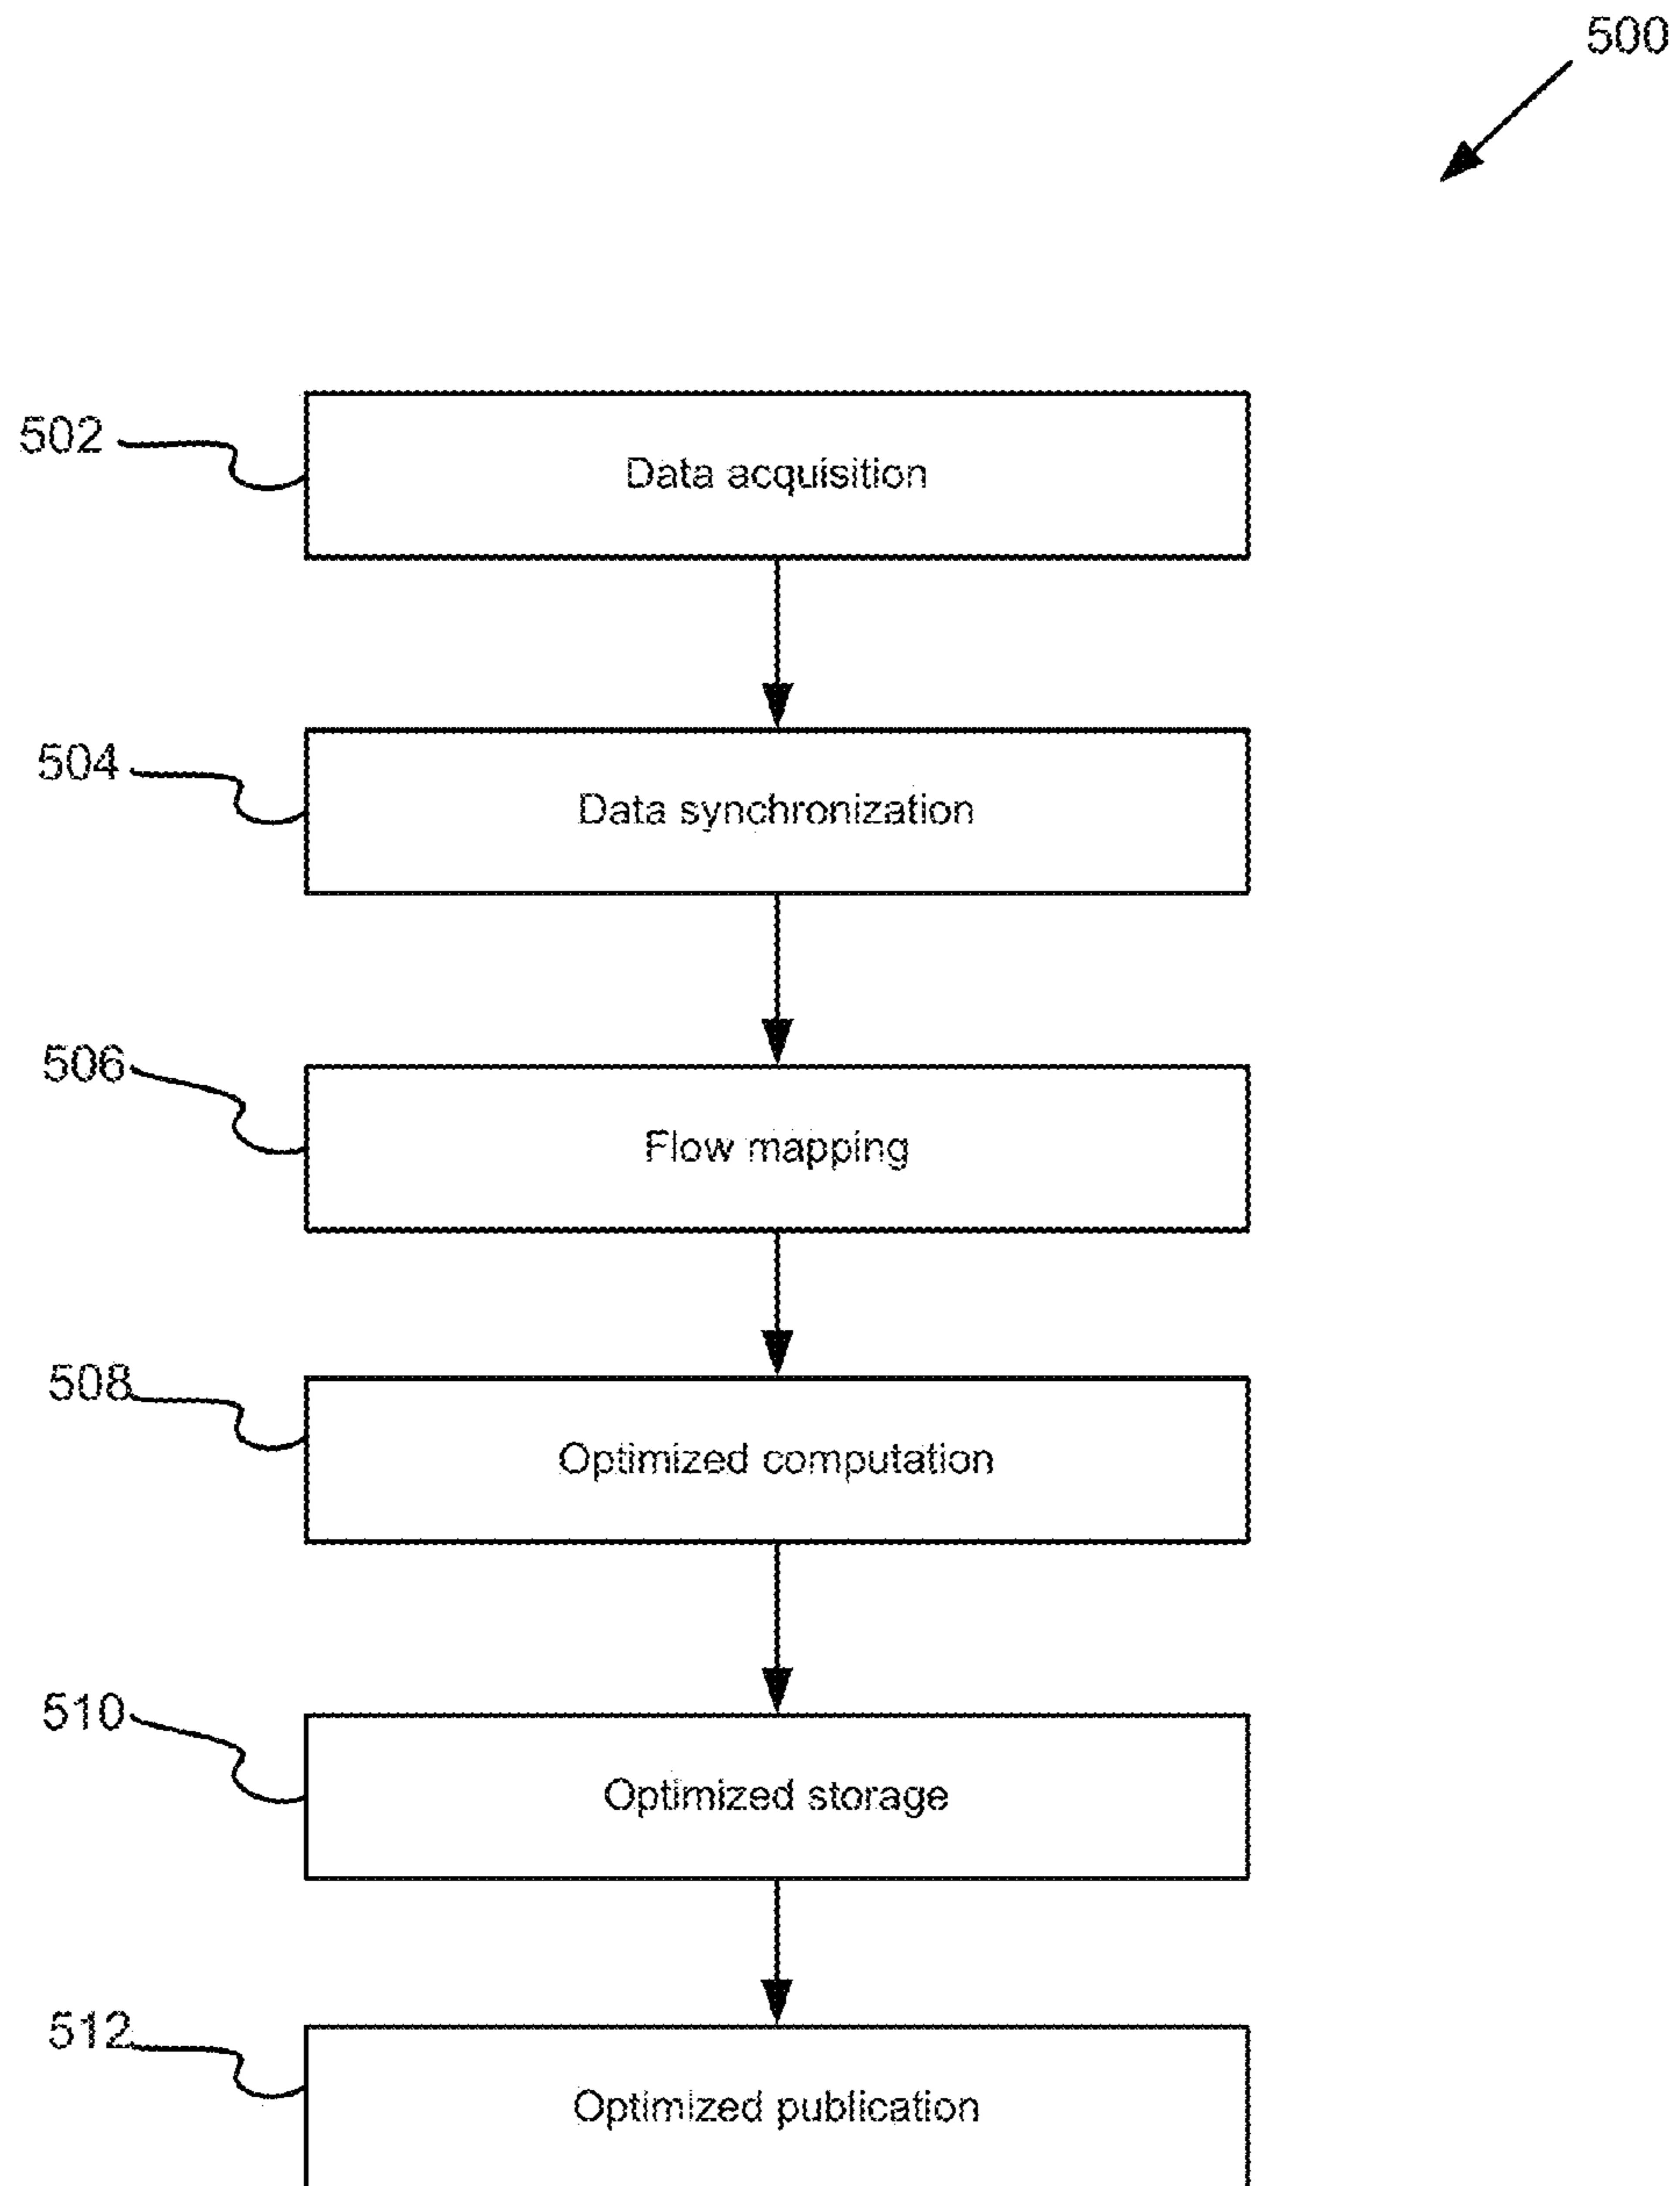 500
502
Data acquisition
504
Data synchronization
506
Flow mapping
508
Optimized computation
510
Optimized storage
512
Optimized publication